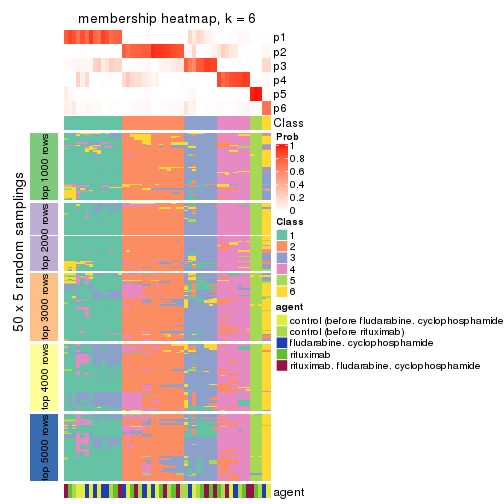 membership heatmap, k = 6
p1
p2
p3
p4
p5
p6
Class
50 x 5 random samplings
top 1000 rows
top 2000 rows
top 3000 rows
top 4000 rows
top 5000 rows
Prob
1
0.8
0.6
0.4
0.2
0
Class
1
2
3
4
5
6
agent
control (before fludarabine. cyclophosphamide
control (before rituximab)
fludarabine. cyclophosphamide
rituximab
rituximab. fludarabine. cyclophosphamide
agent